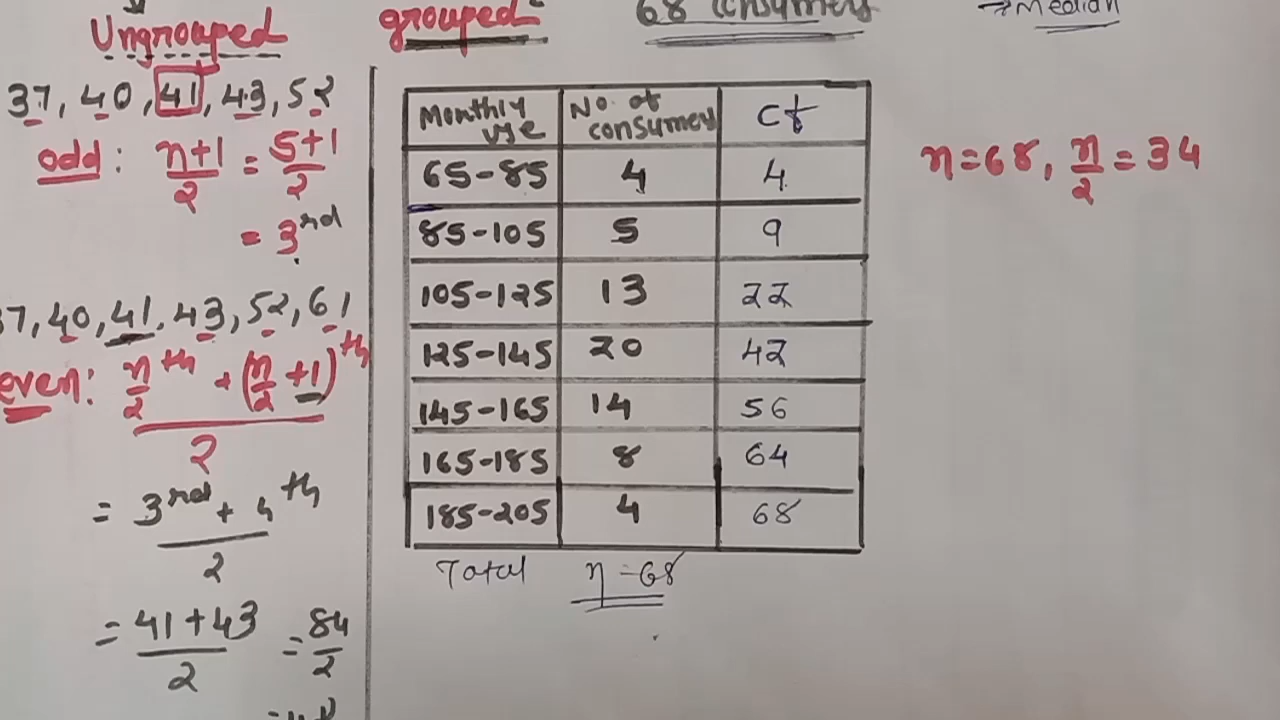 Ungrouped
37, 40, 41, 43, 52
odd: n+1/2 = 5+1/2
= 3rd
37, 40, 41, 43, 52, 61
even: n/2 th + (n/2 +1)th / 2
= 3rd + 4th / 2
= 41+43 / 2 = 84/2
grouped
68 Consumers
→ Median
Monthly use No. of consumers cf
65-85 4 4
85-105 5 9
105-125 13 22
125-145 20 42
145-165 14 56
165-185 8 64
185-205 4 68
Total n=68
n=68, n/2 = 34